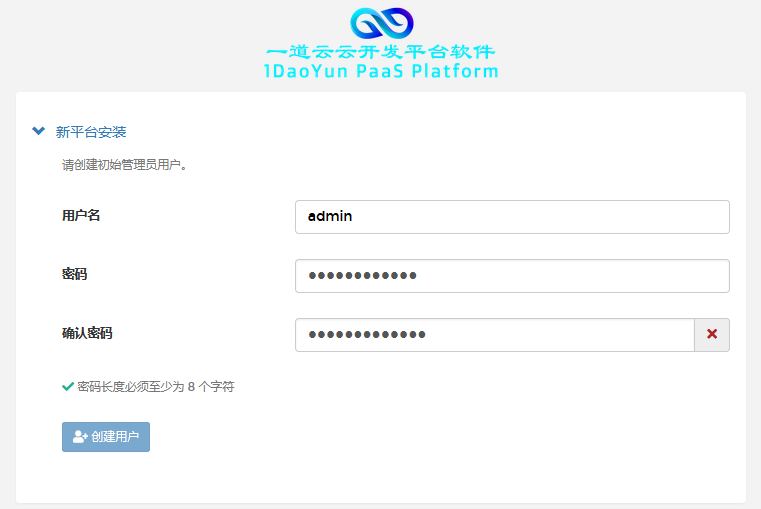 一道云云开发平台软件
1DaoYun PaaS Platform
新平台安装
请创建初始管理员用户。
用户名
admin
密码
●●●●●●●●●●●●
确认密码
●●●●●●●●●●●●●
密码长度必须至少为 8 个字符
创建用户